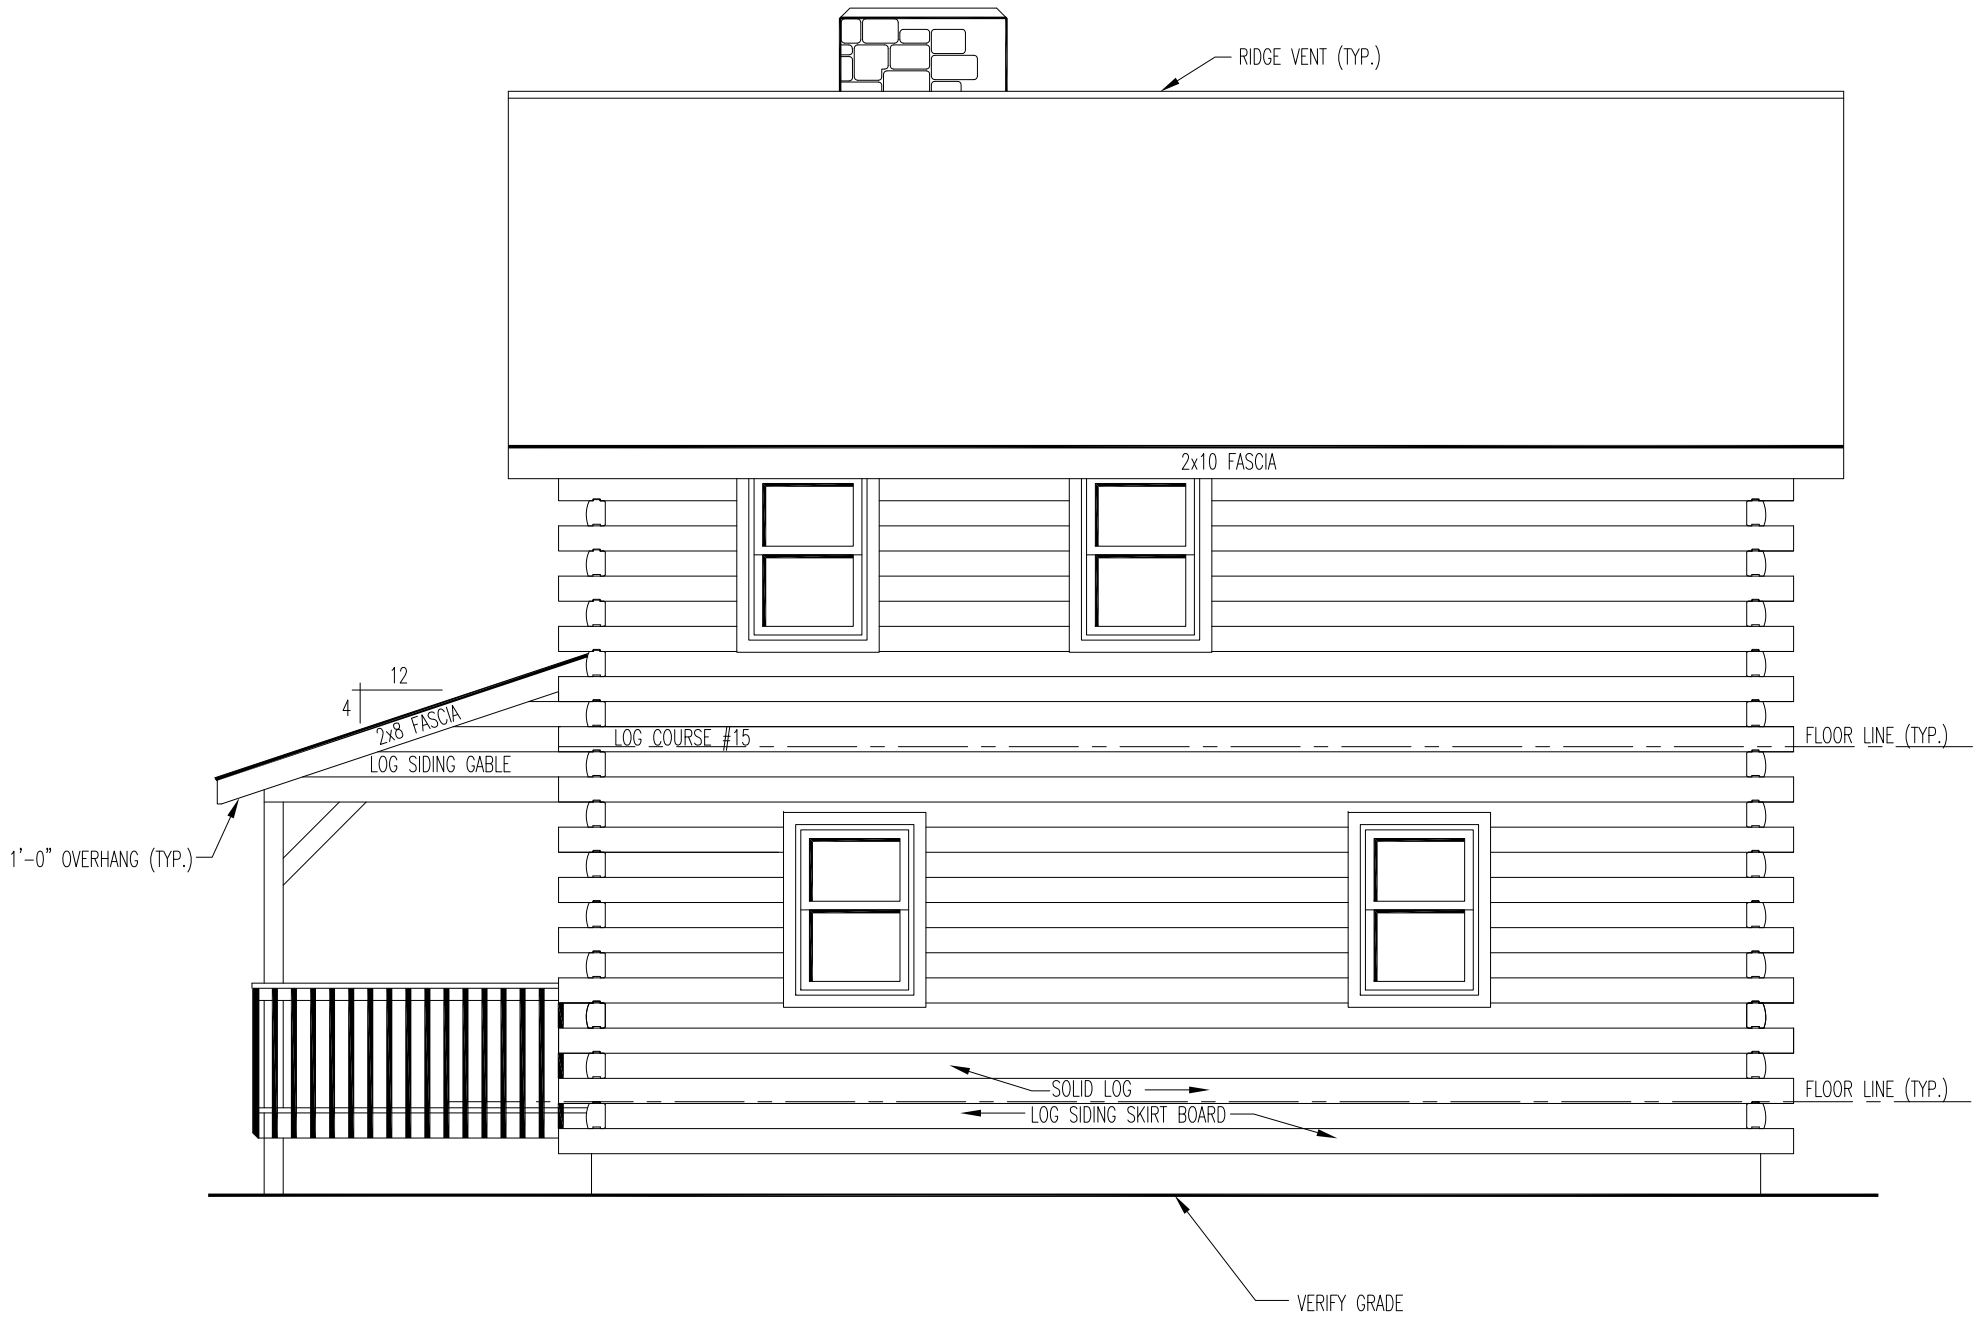 RIDGE VENT (TYP.)
2x10 FASCIA
12
4
2x8 FASCIA
LOG COURSE #15
FLOOR LINE (TYP.)
LOG SIDING GABLE
1'-0" OVERHANG (TYP.)
SOLID LOG
FLOOR LINE (TYP.)
LOG SIDING SKIRT BOARD
VERIFY GRADE